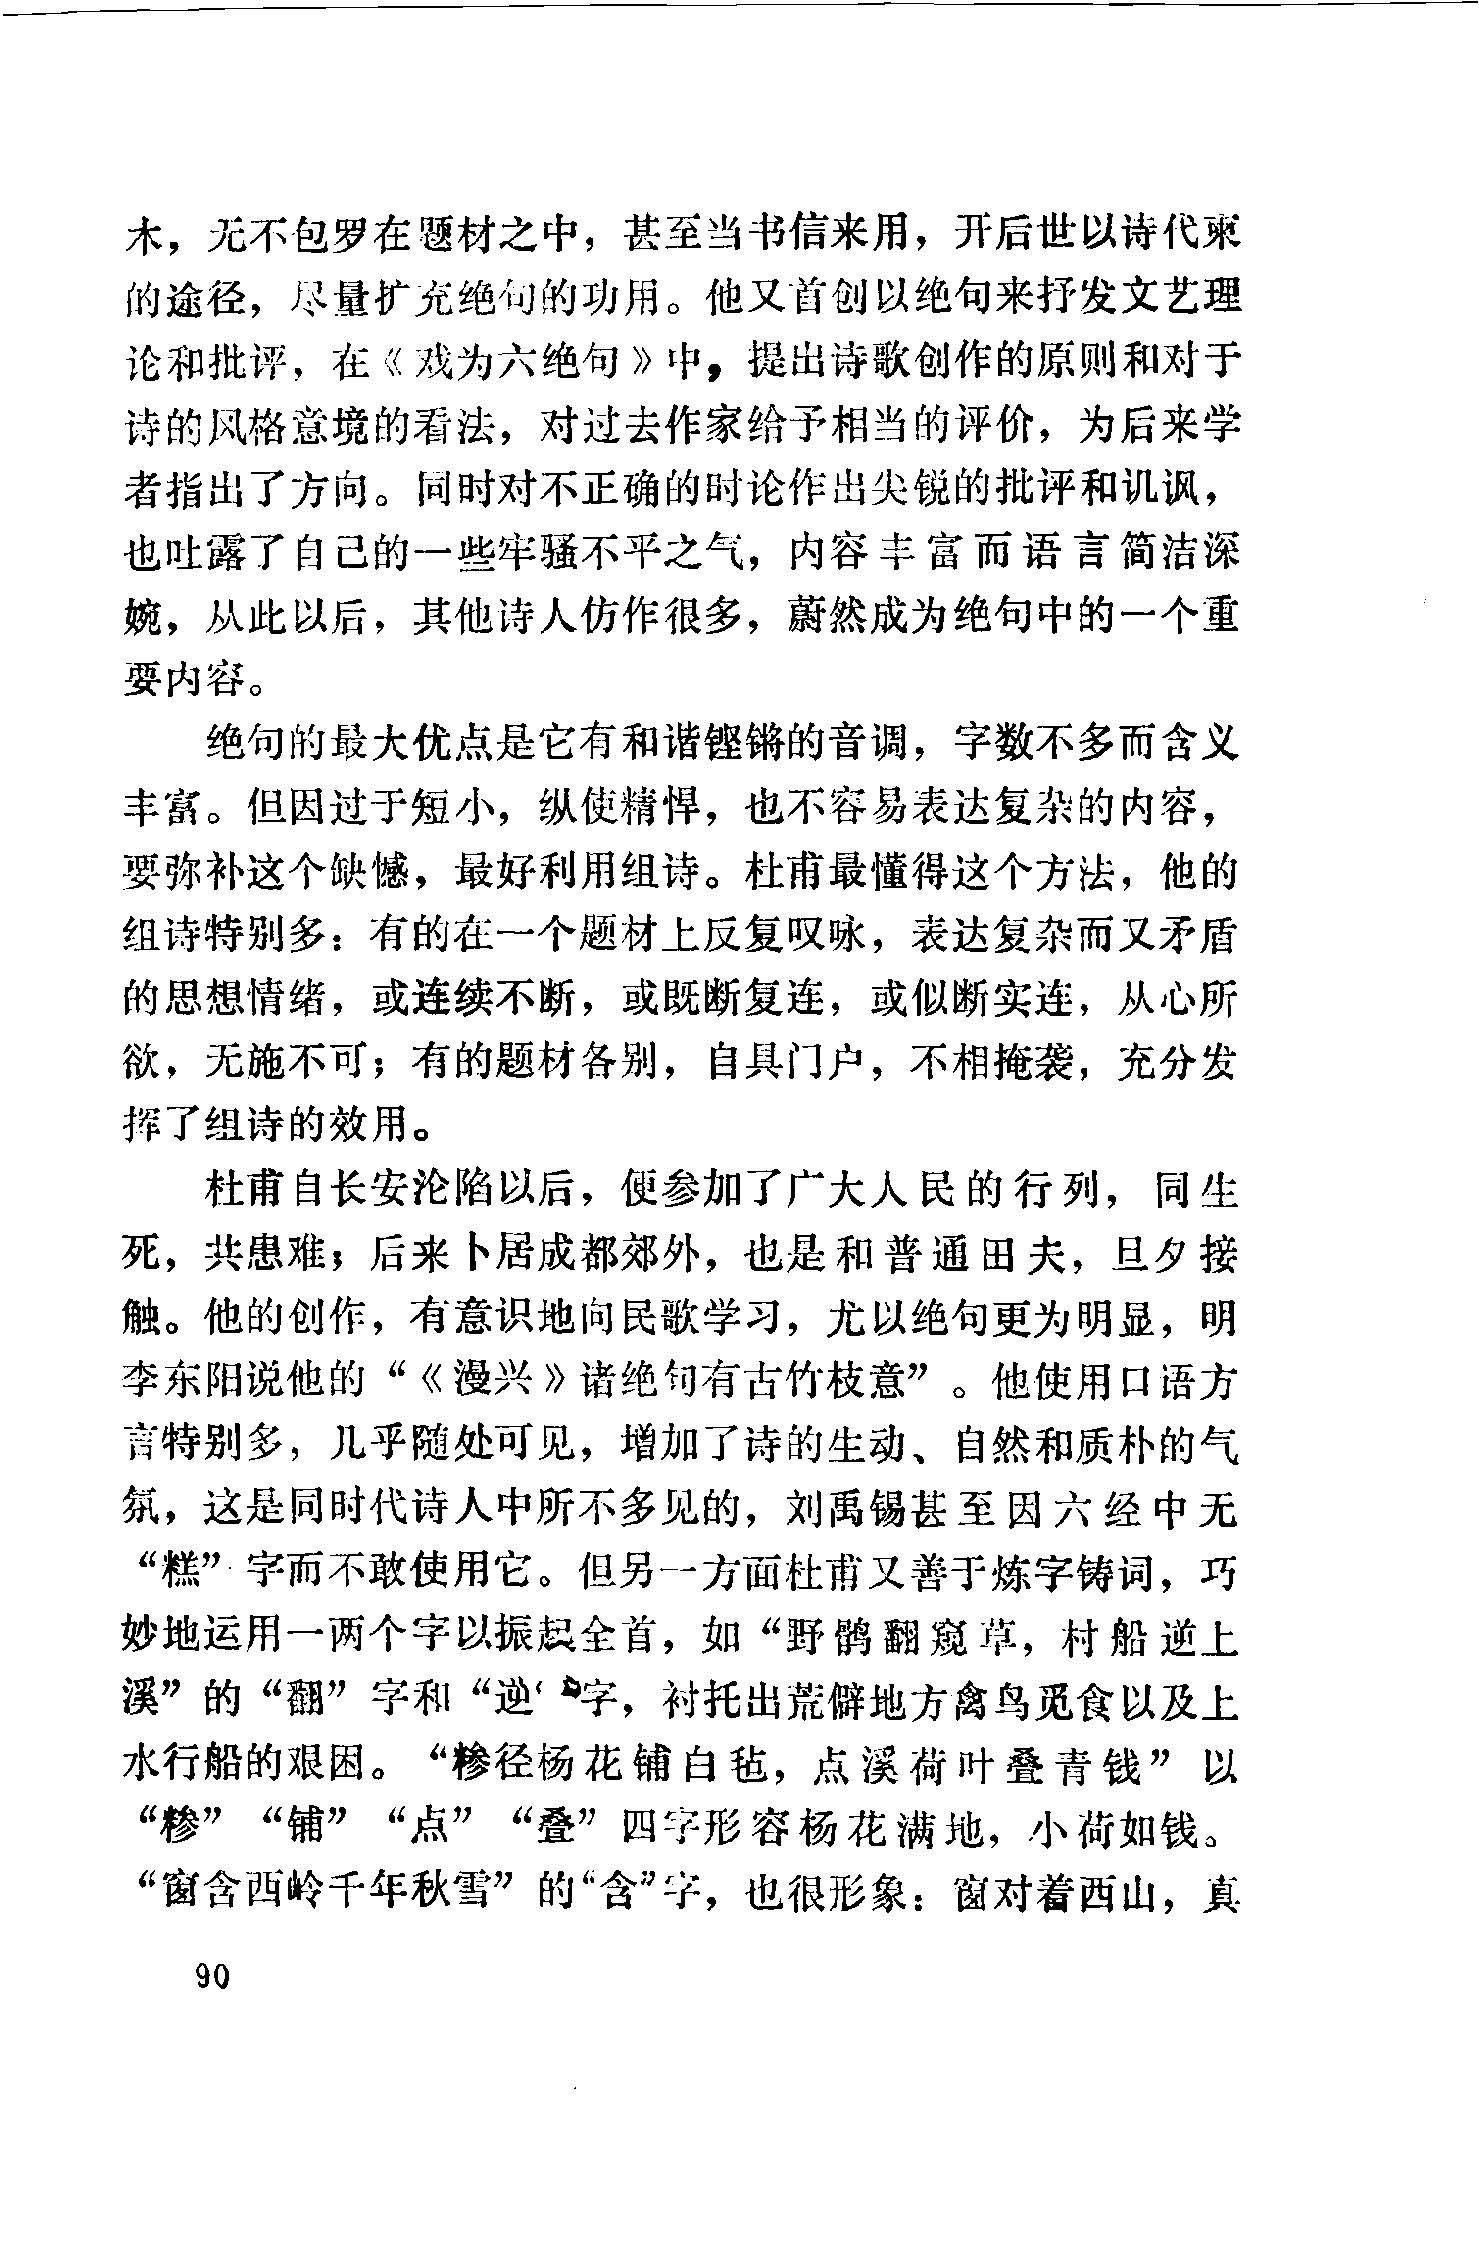 木，无不包罗在题材之中，甚至当书信来用，开后世以诗代柬
的途径，尽量扩充绝句的功用。他又首创以绝句来抒发文艺理
论和批评，在《戏为六绝句》中，提出诗歌创作的原则和对于
诗的风格意境的看法，对过去作家给予相当的评价，为后来学
者指出了方向。同时对不正确的时论作出尖锐的批评和讥讽，
也吐露了自己的一些牢骚不平之气，内容丰富而语言简洁深
婉，从此以后，其他诗人仿作很多，蔚然成为绝句中的一个重
要内容。
绝句的最大优点是它有和谐铿锵的音调，字数不多而含义
丰富。但因过于短小，纵使精悍，也不容易表达复杂的内容，
要弥补这个缺憾，最好利用组诗。杜甫最懂得这个方法，他的
组诗特别多：有的在一个题材上反复叹咏，表达复杂而又矛盾
的思想情绪，或连续不断，或既断复连，或似断实连，从心所
欲，无施不可；有的题材各别，自具门户，不相掩袭，充分发
挥了组诗的效用。
杜甫自长安沦陷以后，便参加了广大人民的行列，同生
死，共患难；后来卜居成都郊外，也是和普通田夫，旦夕接
触。他的创作，有意识地向民歌学习，尤以绝句更为明显，明
李东阳说他的“《漫兴》诸绝句有古竹枝意”。他使用口语方
言特别多，几乎随处可见，增加了诗的生动、自然和质朴的气
氛，这是同时代诗人中所不多见的，刘禹锡甚至因六经中无
“糕”字而不敢使用它。但另一方面杜甫又善于炼字铸词，巧
妙地运用一两个字以振起全首，如“野鹘翻窥草，村船逆上
溪”的“翻”字和“逆”字，衬托出荒僻地方禽鸟觅食以及上
水行船的艰困。“糁径杨花铺白毡，点溪荷叶叠青钱”以
“糁”“铺”“点”“叠”四字形容杨花满地，小荷如钱。
“窗含西岭千年秋雪”的“含”字，也很形象：窗对着西山，真
90